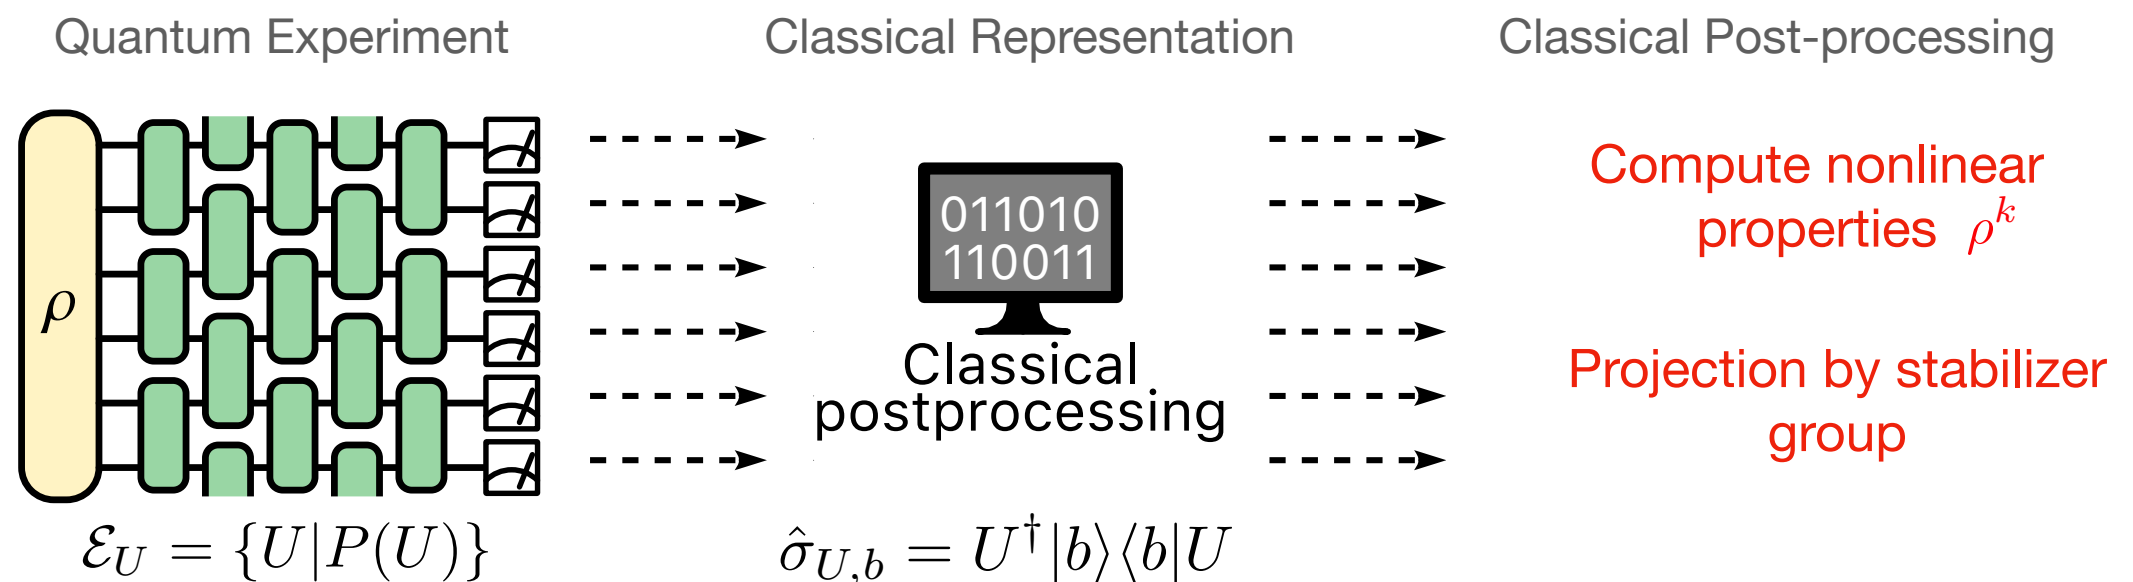 Quantum Experiment
Classical Representation
Classical Post-processing
ρ
011010
110011
Classical
postprocessing
Compute nonlinear
properties ρ^k
Projection by stabilizer
group
ℰ_U = {U|P(U)}
σ̂_{U,b} = U^†|b⟩⟨b|U